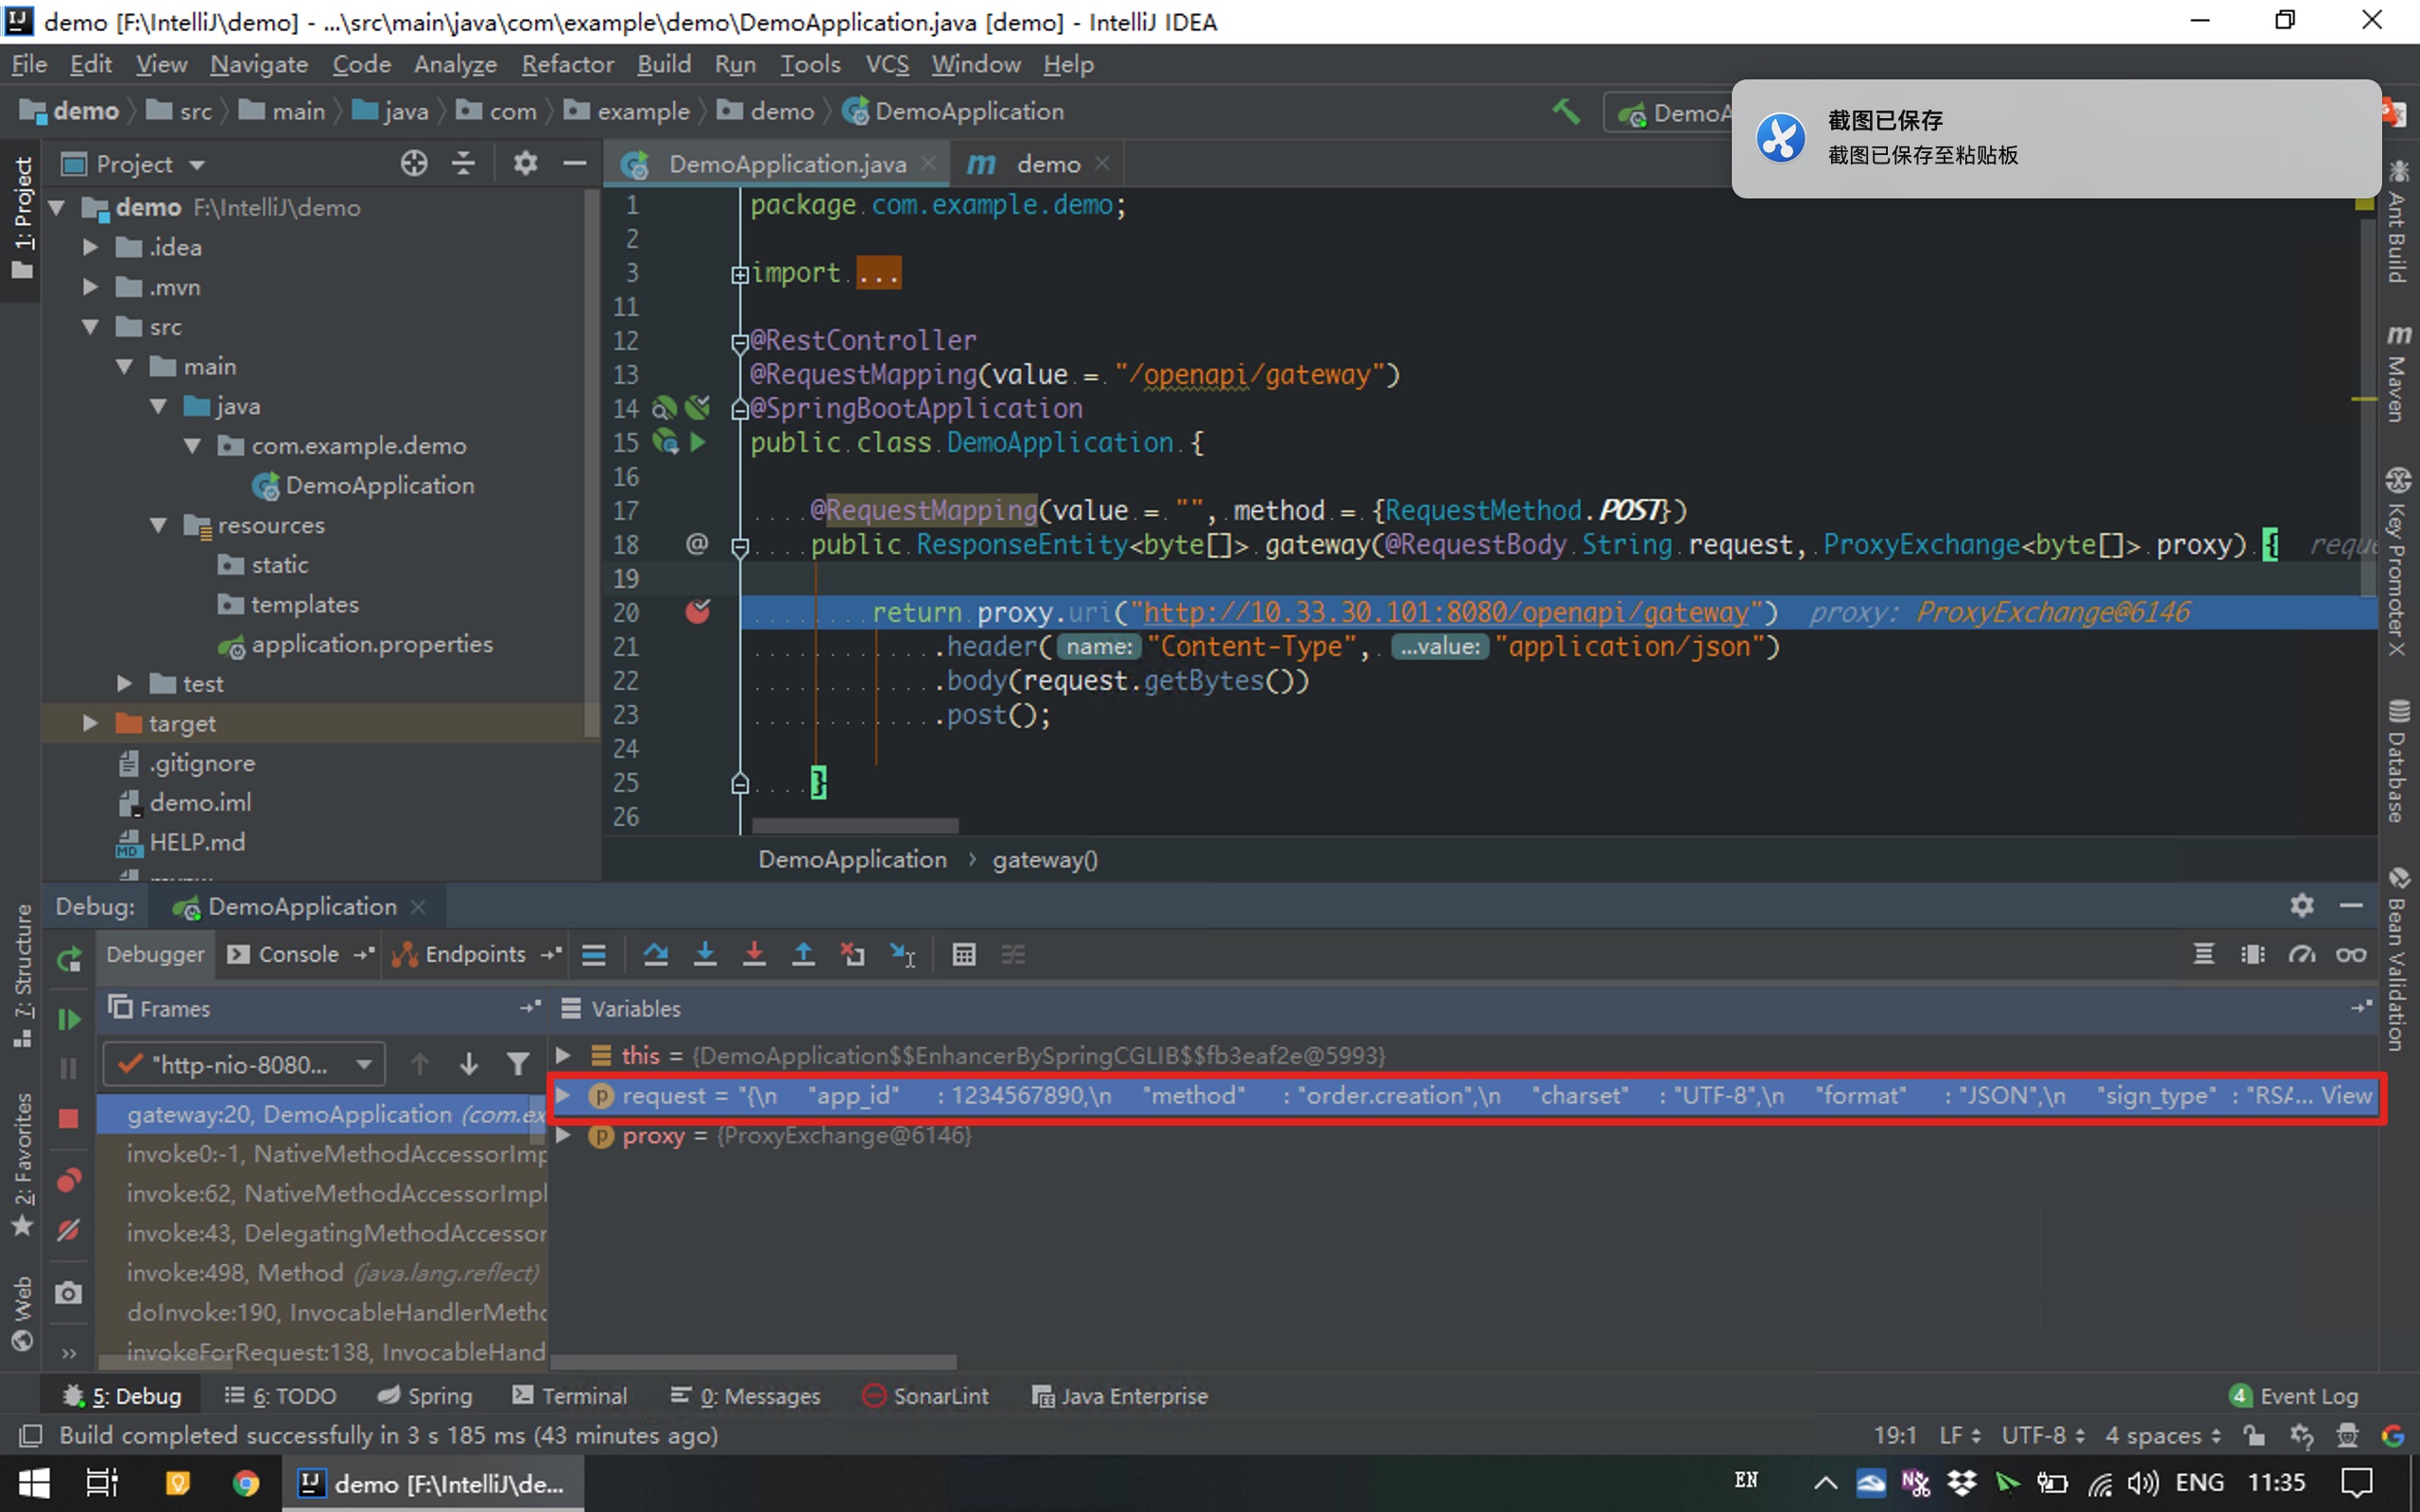 demo [F:\IntelliJ\demo] - ...\src\main\java\com\example\demo\DemoApplication.java [demo] - IntelliJ IDEA
File Edit View Navigate Code Analyze Refactor Build Run Tools VCS Window Help
demo src main java com example demo DemoApplication
截图已保存
截图已保存至粘贴板
Project
DemoApplication.java
demo
demo F:\IntelliJ\demo
.idea
.mvn
src
main
java
com.example.demo
DemoApplication
resources
static
templates
application.properties
test
target
.gitignore
demo.iml
HELP.md
1 package com.example.demo;
2
3 import ...
11
12 @RestController
13 @RequestMapping(value = "/openapi/gateway")
14 @SpringBootApplication
15 public class DemoApplication {
16
17 @RequestMapping(value = "", method = {RequestMethod.POST})
18 public ResponseEntity<byte[]> gateway(@RequestBody String request, ProxyExchange<byte[]> proxy) {
19
20 return proxy.uri("http://10.33.30.101:8080/openapi/gateway") proxy: ProxyExchange@6146
21 .header( name: "Content-Type", ...value: "application/json")
22 .body(request.getBytes())
23 .post();
24
25 }
26
DemoApplication › gateway()
1: Project
7: Structure
2: Favorites
Web
Ant Build
Maven
Key Promoter X
Database
Bean Validation
Debug: DemoApplication
Debugger Console Endpoints
Frames
Variables
"http-nio-8080...
gateway:20, DemoApplication (com.ex
invoke0:-1, NativeMethodAccessorImp
invoke:62, NativeMethodAccessorImpl
invoke:43, DelegatingMethodAccessor
invoke:498, Method (java.lang.reflect)
doInvoke:190, InvocableHandlerMetho
invokeForRequest:138, InvocableHand
this = {DemoApplication$$EnhancerBySpringCGLIB$$fb3eaf2e@5993}
request = "{\n "app_id" : 1234567890,\n "method" : "order.creation",\n "charset" : "UTF-8",\n "format" : "JSON",\n "sign_type" : "RSA... View
proxy = {ProxyExchange@6146}
5: Debug 6: TODO Spring Terminal 0: Messages SonarLint Java Enterprise 4 Event Log
Build completed successfully in 3 s 185 ms (43 minutes ago) 19:1 LF UTF-8 4 spaces
demo [F:\IntelliJ\de... EN ENG 11:35